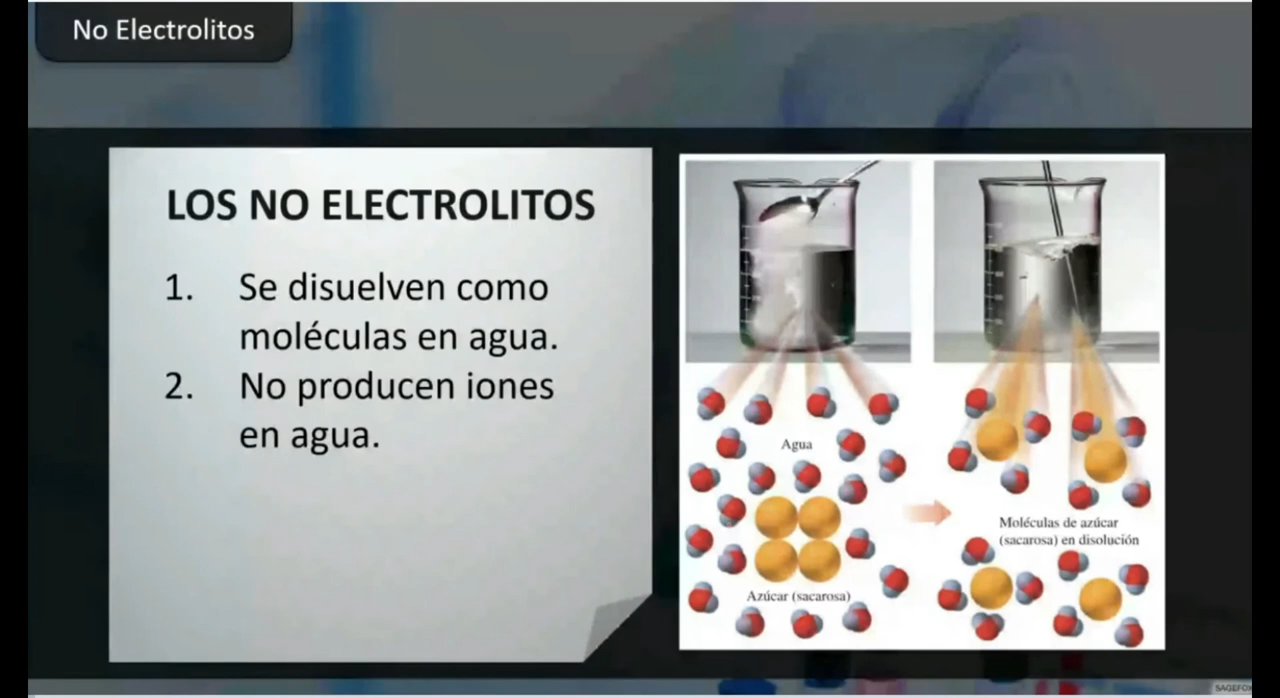 No Electrolitos
LOS NO ELECTROLITOS
1. Se disuelven como
moléculas en agua.
2. No producen iones
en agua.
Agua
Azúcar (sacarosa)
Moléculas de azúcar
(sacarosa) en disolución